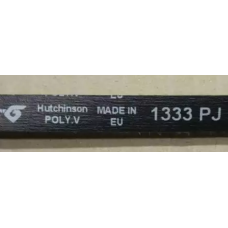 Hutchinson
POLY.V
MADE IN
EU
1333 PJ